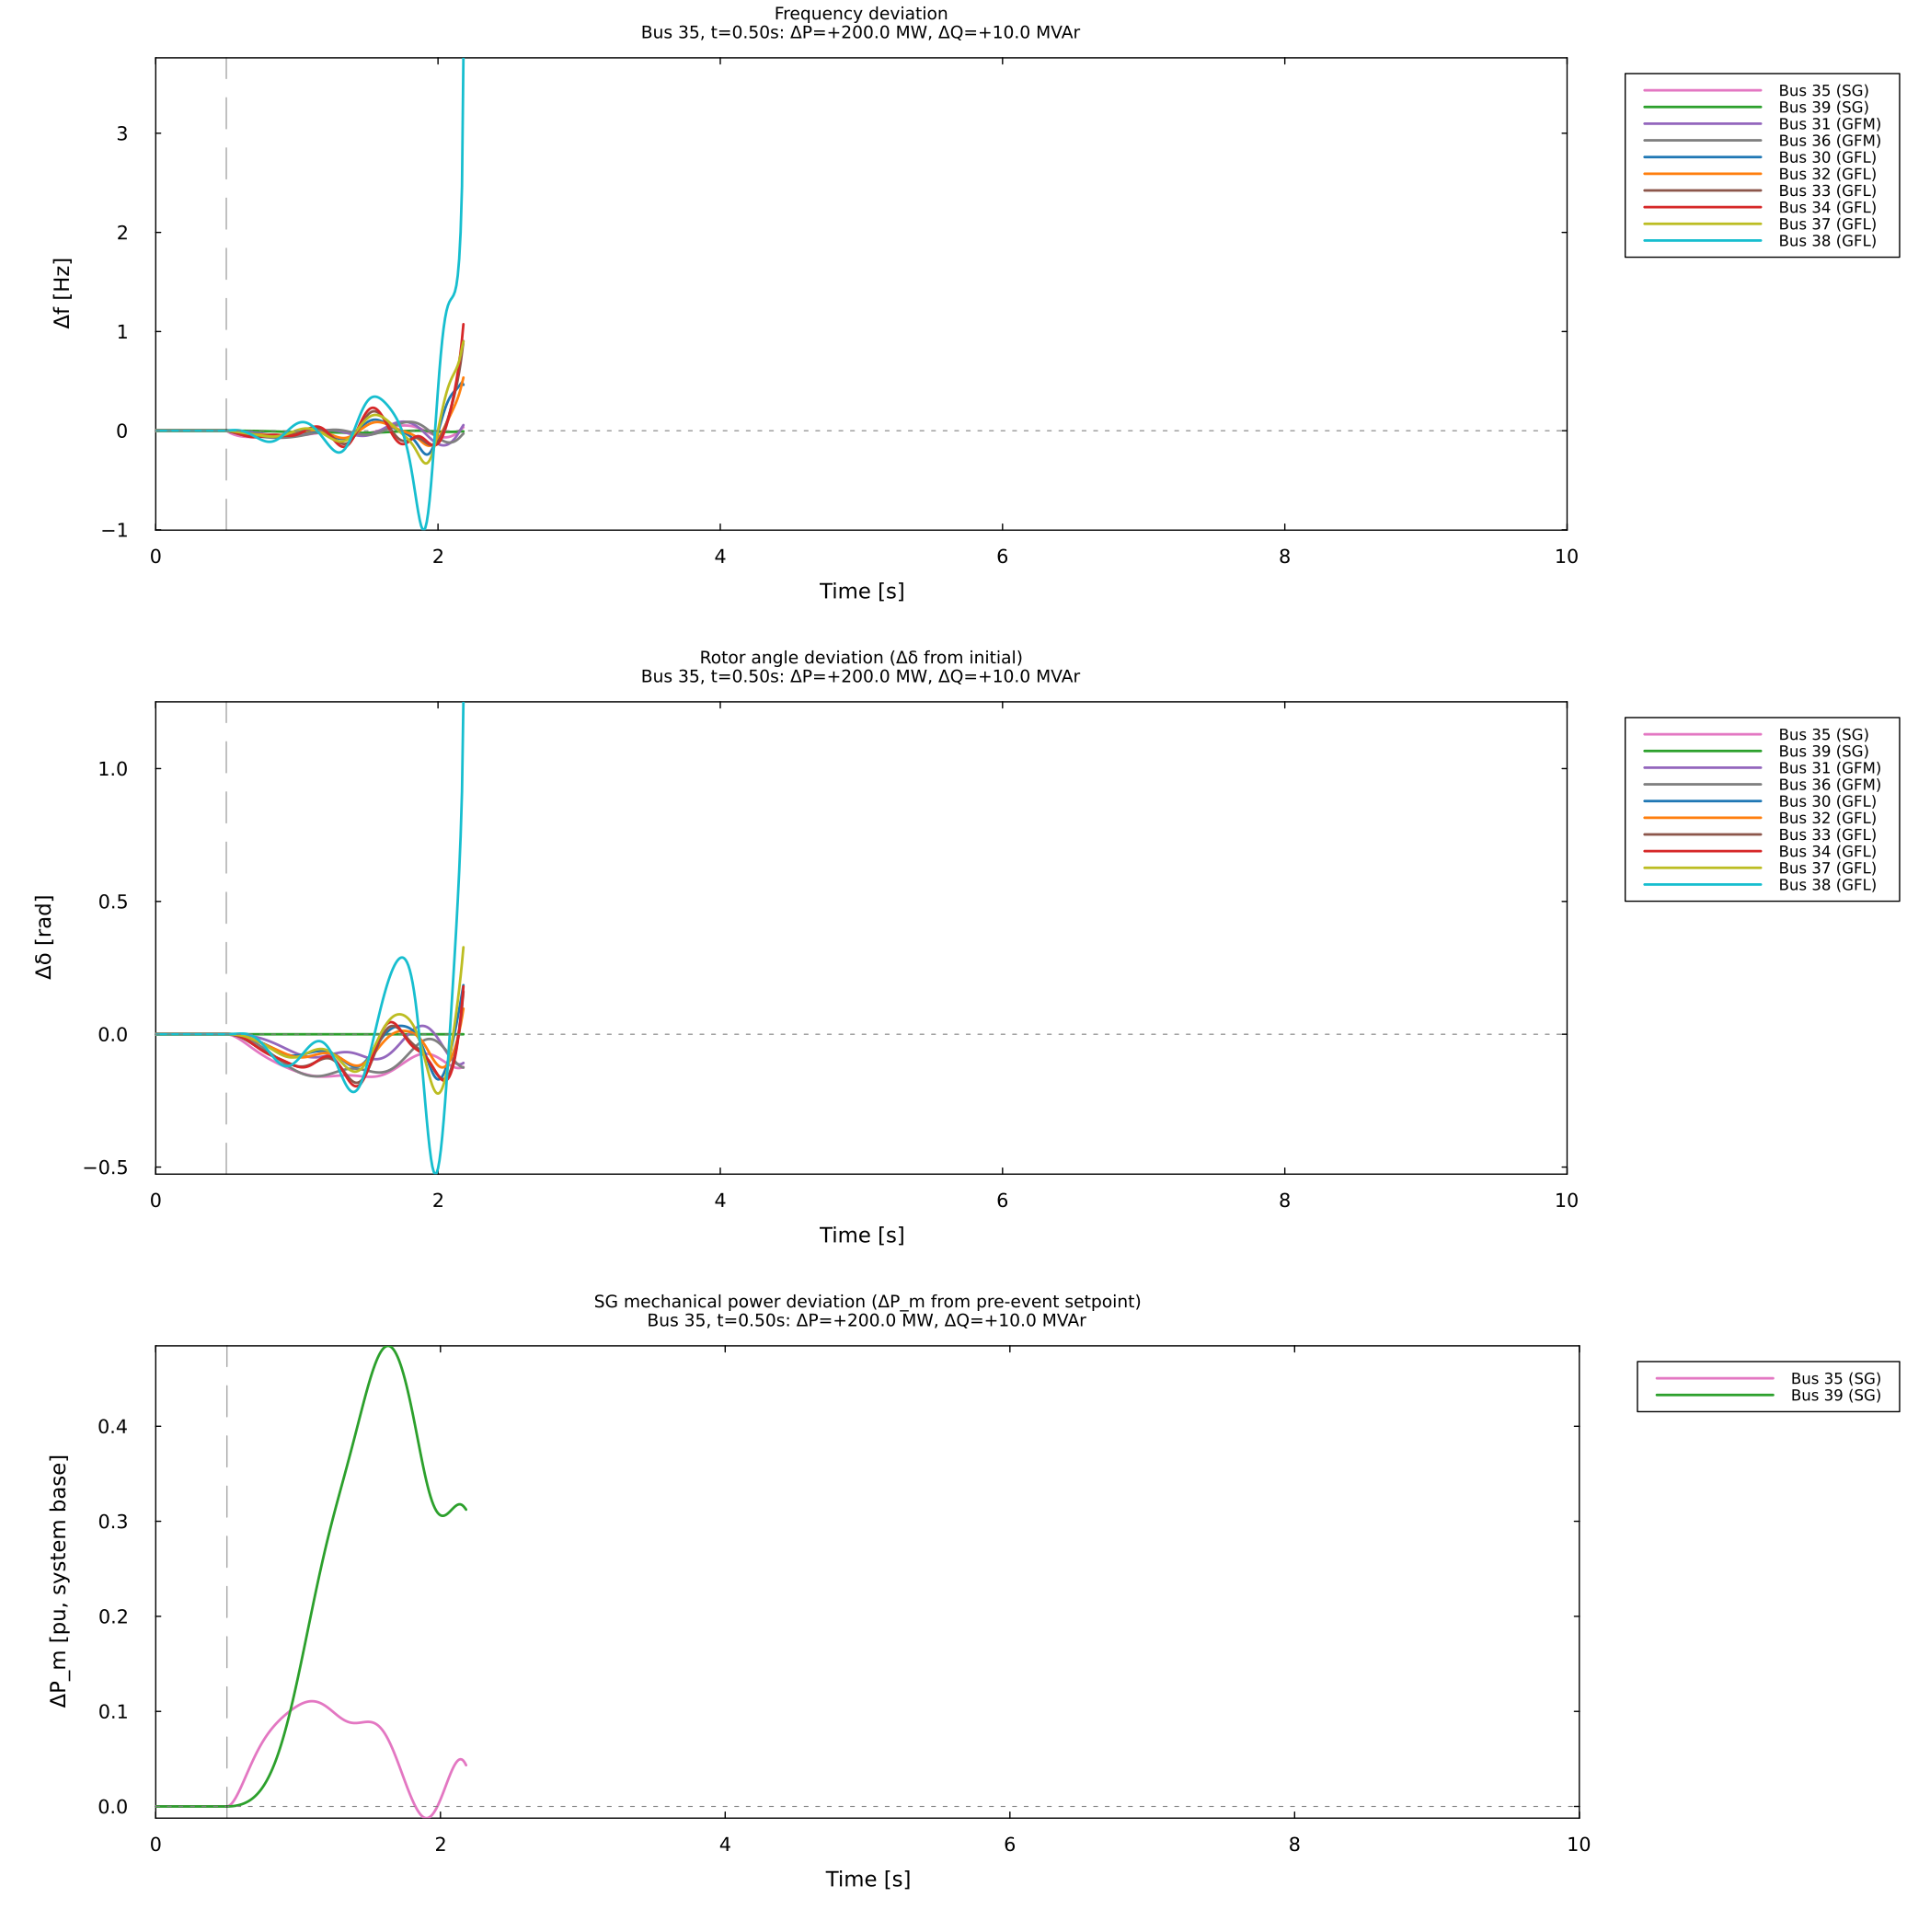 Frequency deviation
Bus 35, t=0.50s: ΔP=+200.0 MW, ΔQ=+10.0 MVAr
Δf [Hz]
3
2
1
0
−1
0 2 4 6 8 10
Time [s]
Bus 35 (SG)
Bus 39 (SG)
Bus 31 (GFM)
Bus 36 (GFM)
Bus 30 (GFL)
Bus 32 (GFL)
Bus 33 (GFL)
Bus 34 (GFL)
Bus 37 (GFL)
Bus 38 (GFL)
Rotor angle deviation (Δδ from initial)
Bus 35, t=0.50s: ΔP=+200.0 MW, ΔQ=+10.0 MVAr
Δδ [rad]
1.0
0.5
0.0
−0.5
0 2 4 6 8 10
Time [s]
Bus 35 (SG)
Bus 39 (SG)
Bus 31 (GFM)
Bus 36 (GFM)
Bus 30 (GFL)
Bus 32 (GFL)
Bus 33 (GFL)
Bus 34 (GFL)
Bus 37 (GFL)
Bus 38 (GFL)
SG mechanical power deviation (ΔP_m from pre-event setpoint)
Bus 35, t=0.50s: ΔP=+200.0 MW, ΔQ=+10.0 MVAr
ΔP_m [pu, system base]
0.4
0.3
0.2
0.1
0.0
0 2 4 6 8 10
Time [s]
Bus 35 (SG)
Bus 39 (SG)